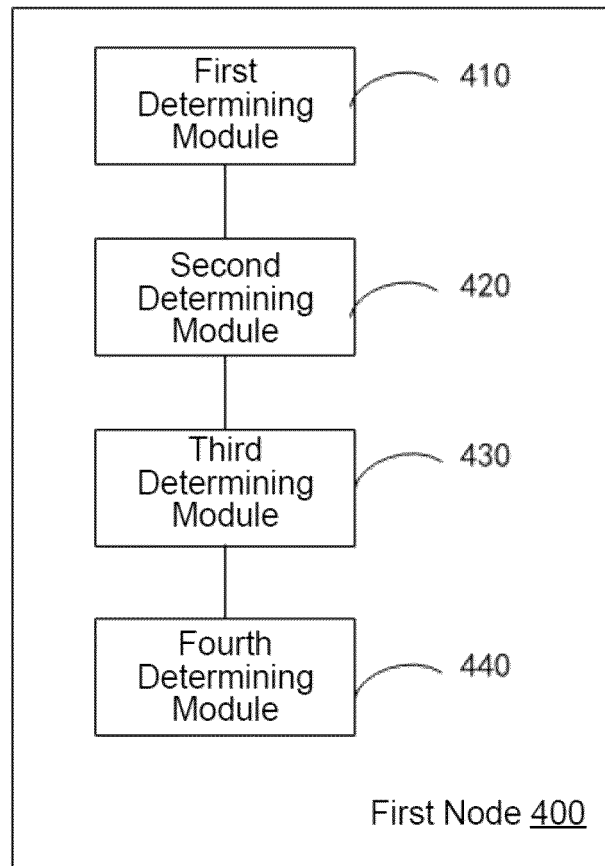 First
Determining
Module
410
Second
Determining
Module
420
Third
Determining
Module
430
Fourth
Determining
Module
440
First Node 400